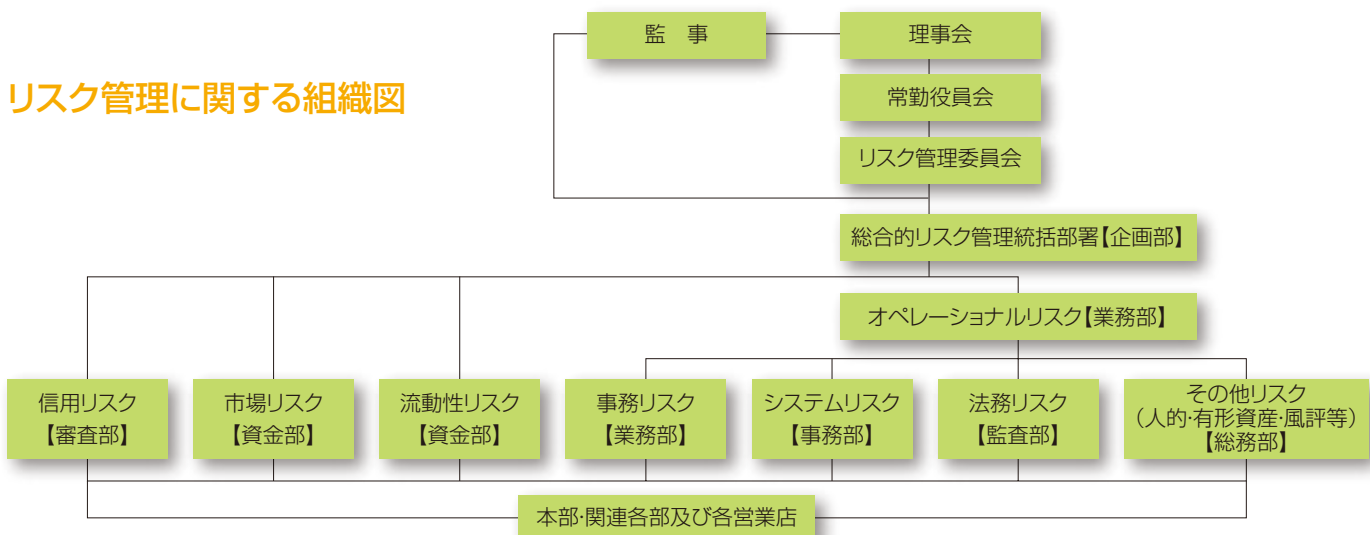 監　事
理事会
リスク管理に関する組織図
常勤役員会
リスク管理委員会
総合的リスク管理統括部署【企画部】
オペレーショナルリスク【業務部】
信用リスク
【審査部】
市場リスク
【資金部】
流動性リスク
【資金部】
事務リスク
【業務部】
システムリスク
【事務部】
法務リスク
【監査部】
その他リスク
（人的・有形資産・風評等）
【総務部】
本部・関連各部及び各営業店